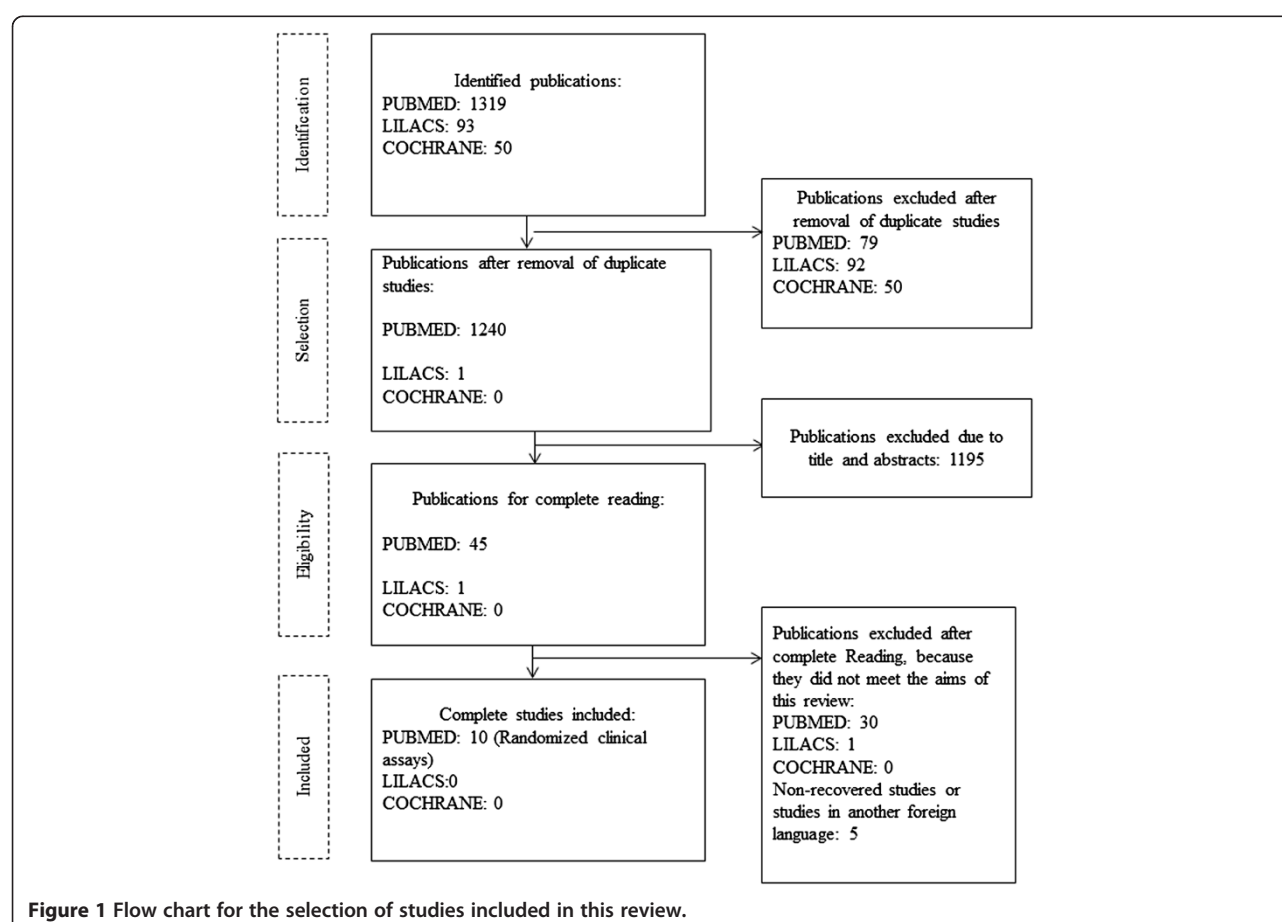 Identification
Identified publications:
PUBMED: 1319
LILACS: 93
COCHRANE: 50
Publications excluded after
removal of duplicate studies
PUBMED: 79
LILACS: 92
COCHRANE: 50
Selection
Publications after removal of duplicate
studies:
PUBMED: 1240
LILACS: 1
COCHRANE: 0
Publications excluded due to
title and abstracts: 1195
Eligibility
Publications for complete reading:
PUBMED: 45
LILACS: 1
COCHRANE: 0
Publications excluded after
complete Reading, because
they did not meet the aims of
this review:
PUBMED: 30
LILACS: 1
COCHRANE: 0
Non-recovered studies or
studies in another foreign
language: 5
Included
Complete studies included:
PUBMED: 10 (Randomized clinical
assays)
LILACS:0
COCHRANE: 0
Figure 1 Flow chart for the selection of studies included in this review.